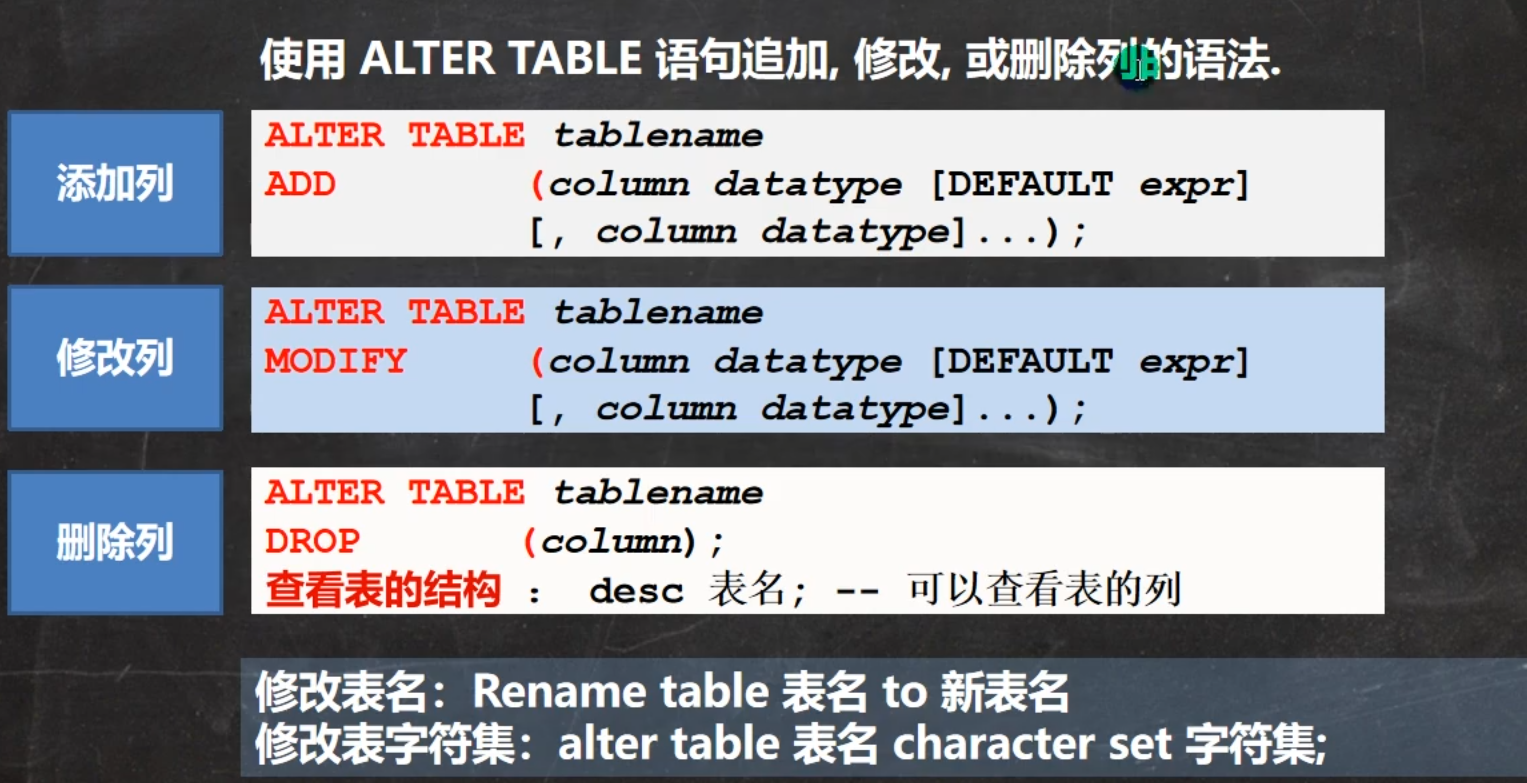 使用 ALTER TABLE 语句追加, 修改, 或删除列的语法.
添加列
ALTER TABLE tablename
ADD (column datatype [DEFAULT expr]
[, column datatype]...);
修改列
ALTER TABLE tablename
MODIFY (column datatype [DEFAULT expr]
[, column datatype]...);
删除列
ALTER TABLE tablename
DROP (column);
查看表的结构 : desc 表名; -- 可以查看表的列
修改表名：Rename table 表名 to 新表名
修改表字符集：alter table 表名 character set 字符集;